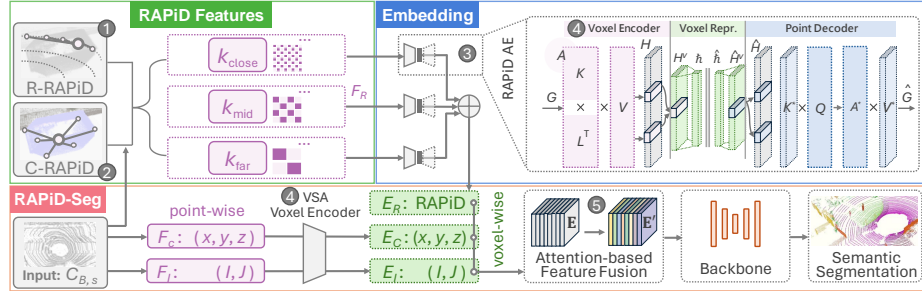 RAPiD Features
Embedding
1
R-RAPiD
C-RAPiD
2
k_close
...
k_mid
...
k_far
...
F_R
3
RAPiD AE
4 Voxel Encoder
Voxel Repr.
Point Decoder
A
K
G
×
×
V
L^T
H
H^v
ħ
ĥ
Ĥ^v
Ĥ
K*
×
Q
A*
×
V*
Ĝ
RAPiD-Seg
Input: C_{B,s}
point-wise
F_C: (x, y, z)
F_I: (I, J)
4 VSA
Voxel Encoder
E_R: RAPiD
E_C: (x, y, z)
E_I: (I, J)
voxel-wise
E
5
E'
Attention-based
Feature Fusion
Backbone
Semantic
Segmentation